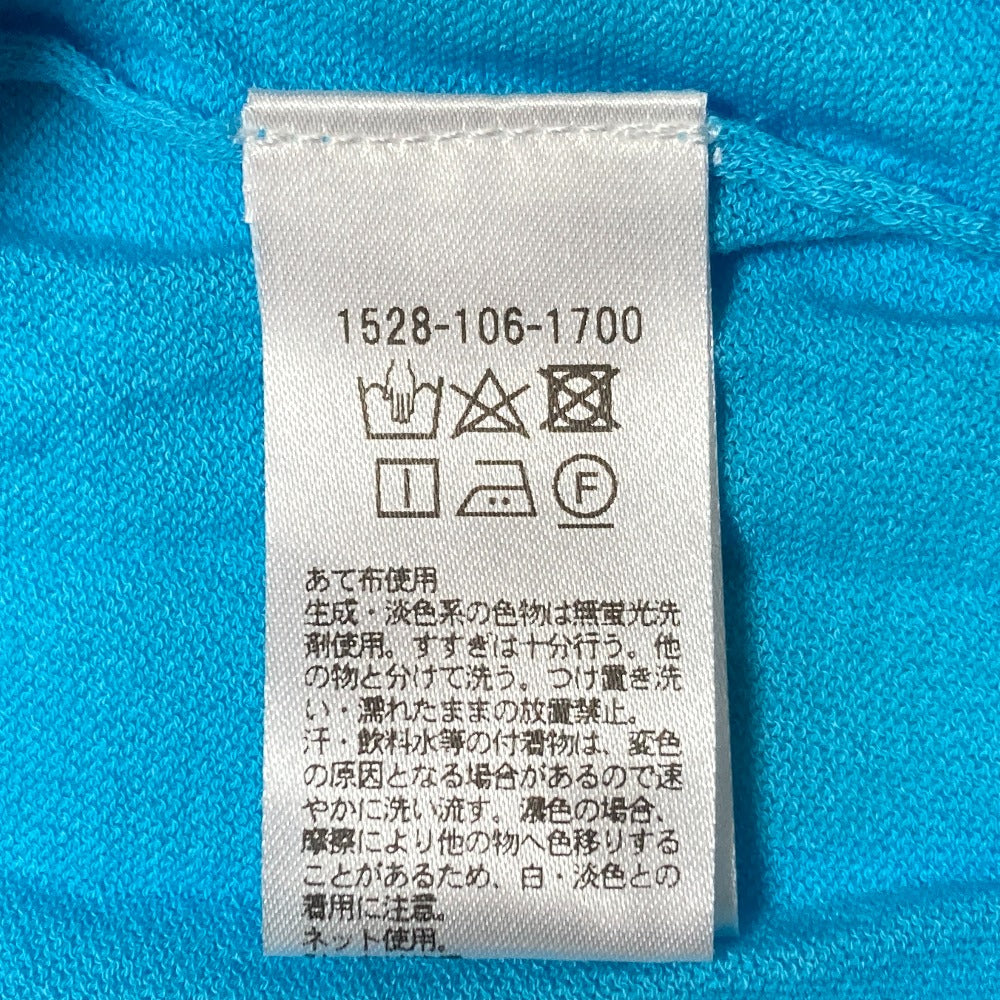 1528-106-1700
F
あて布使用
生成・淡色系の色物は無蛍光洗
剤使用。すすぎは十分行う。他
の物と分けて洗う。つけ置き洗
い・濡れたままの放置禁止。
汗・飲料水等の付着物は、変色
の原因となる場合があるので速
やかに洗い流す。濃色の場合、
摩擦により他の物へ色移りする
ことがあるため、白・淡色との
着用に注意。
ネット使用。